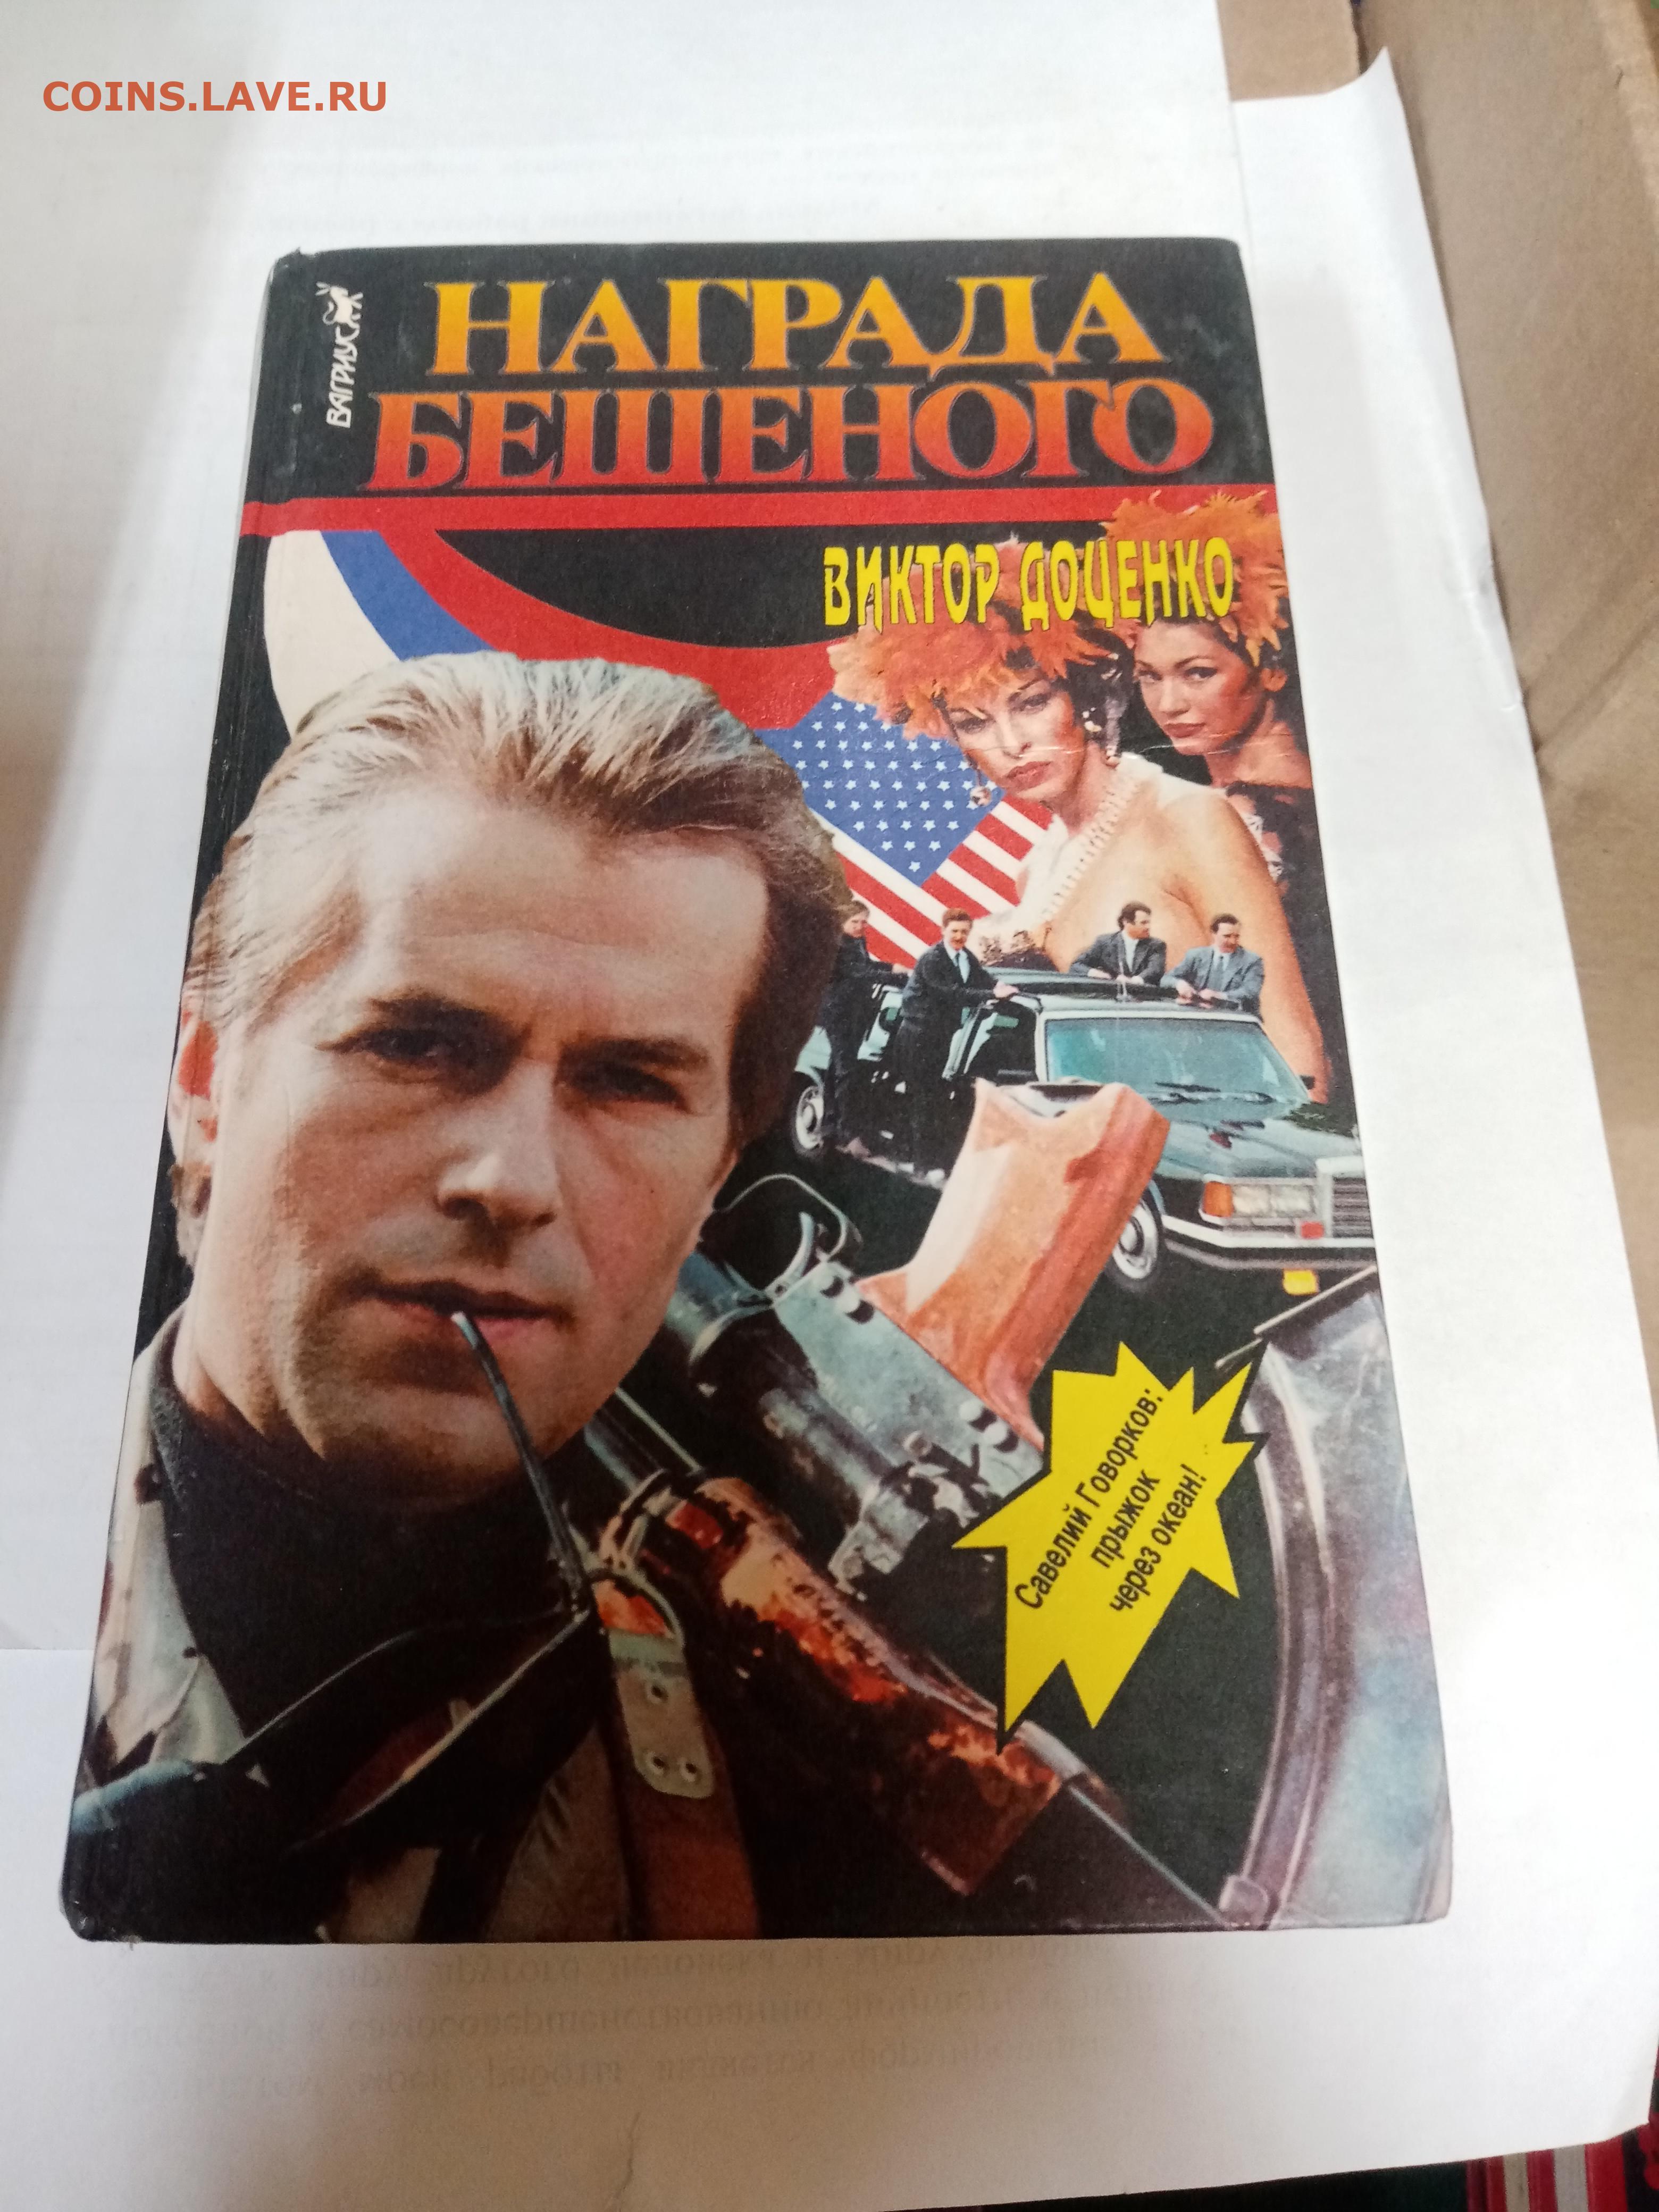 COINS.LAVE.RU
ВАГРИУС
НАГРАДА
БЕШЕНОГО
ВИКТОР ДОЦЕНКО
Савелий Говорков:
прыжок
через океан!